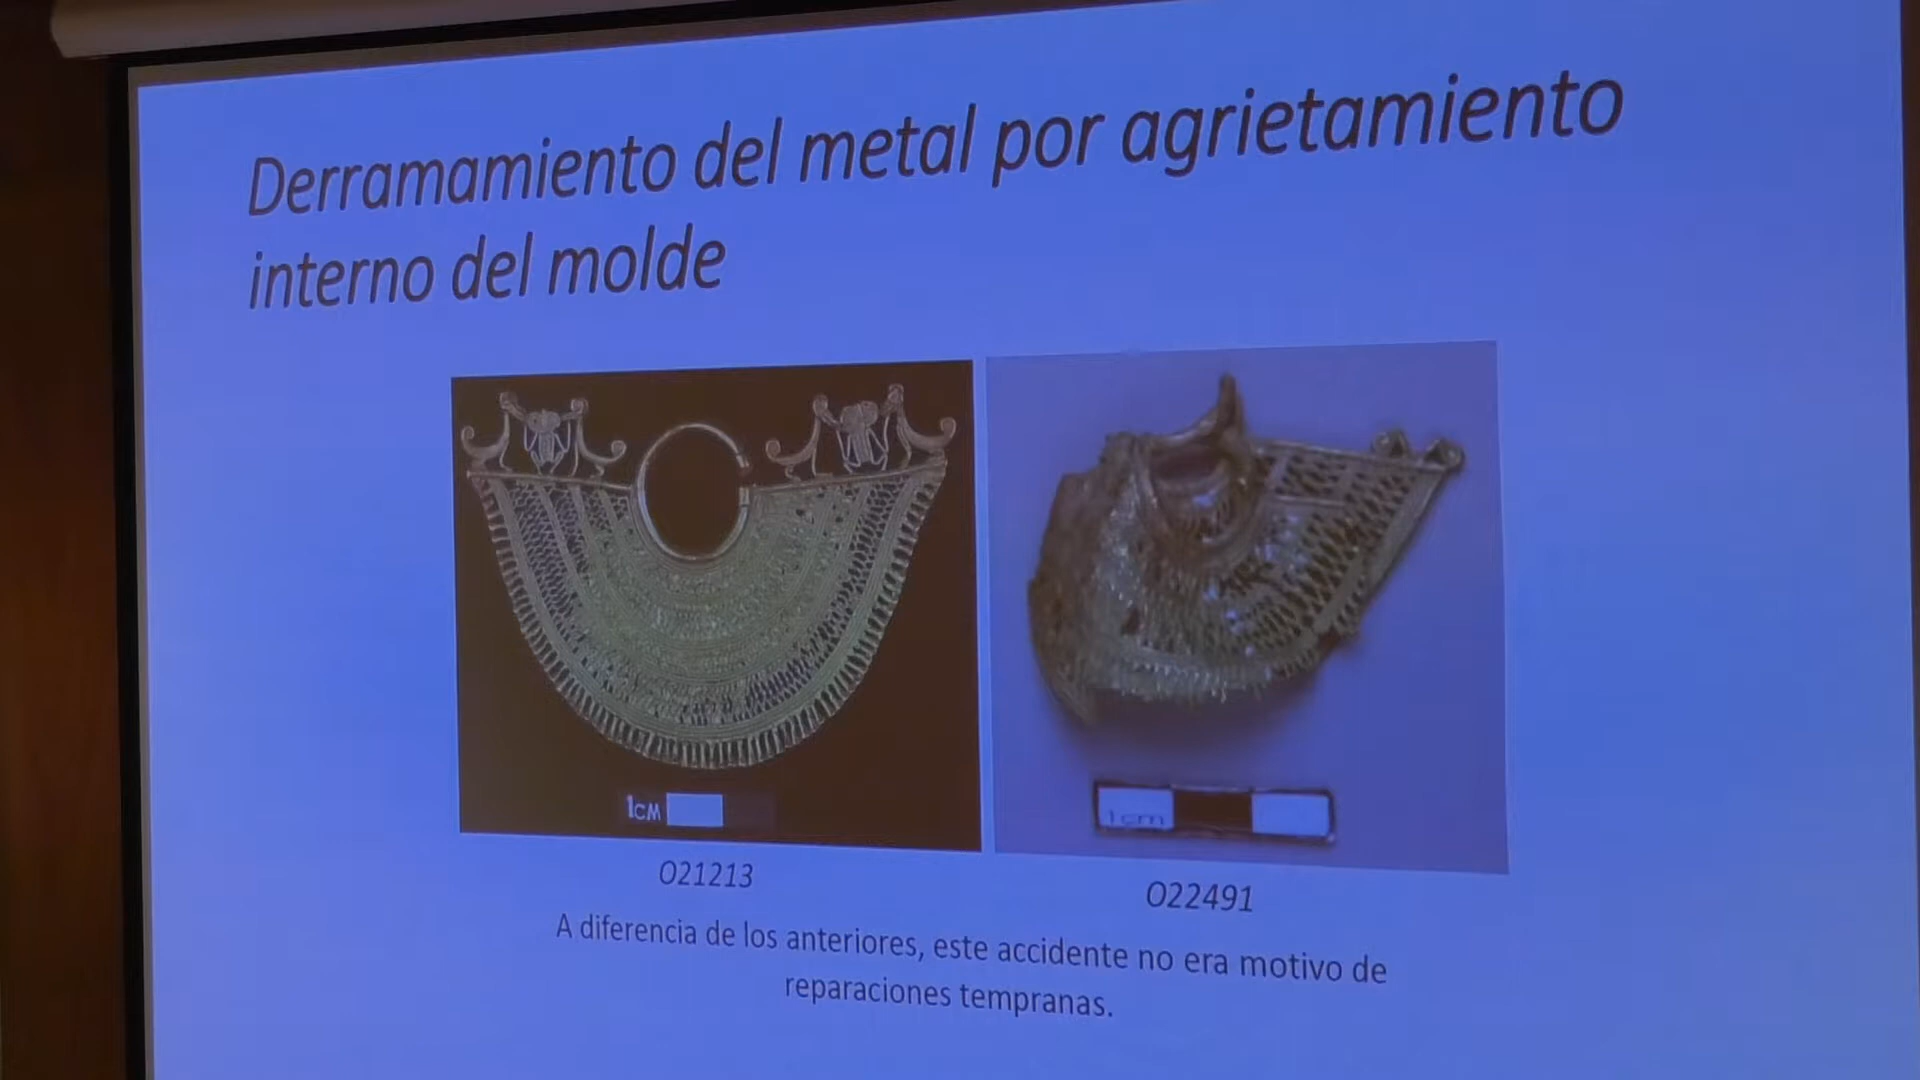 Derramamiento del metal por agrietamiento
interno del molde
1CM
1cm
O21213
O22491
A diferencia de los anteriores, este accidente no era motivo de
reparaciones tempranas.